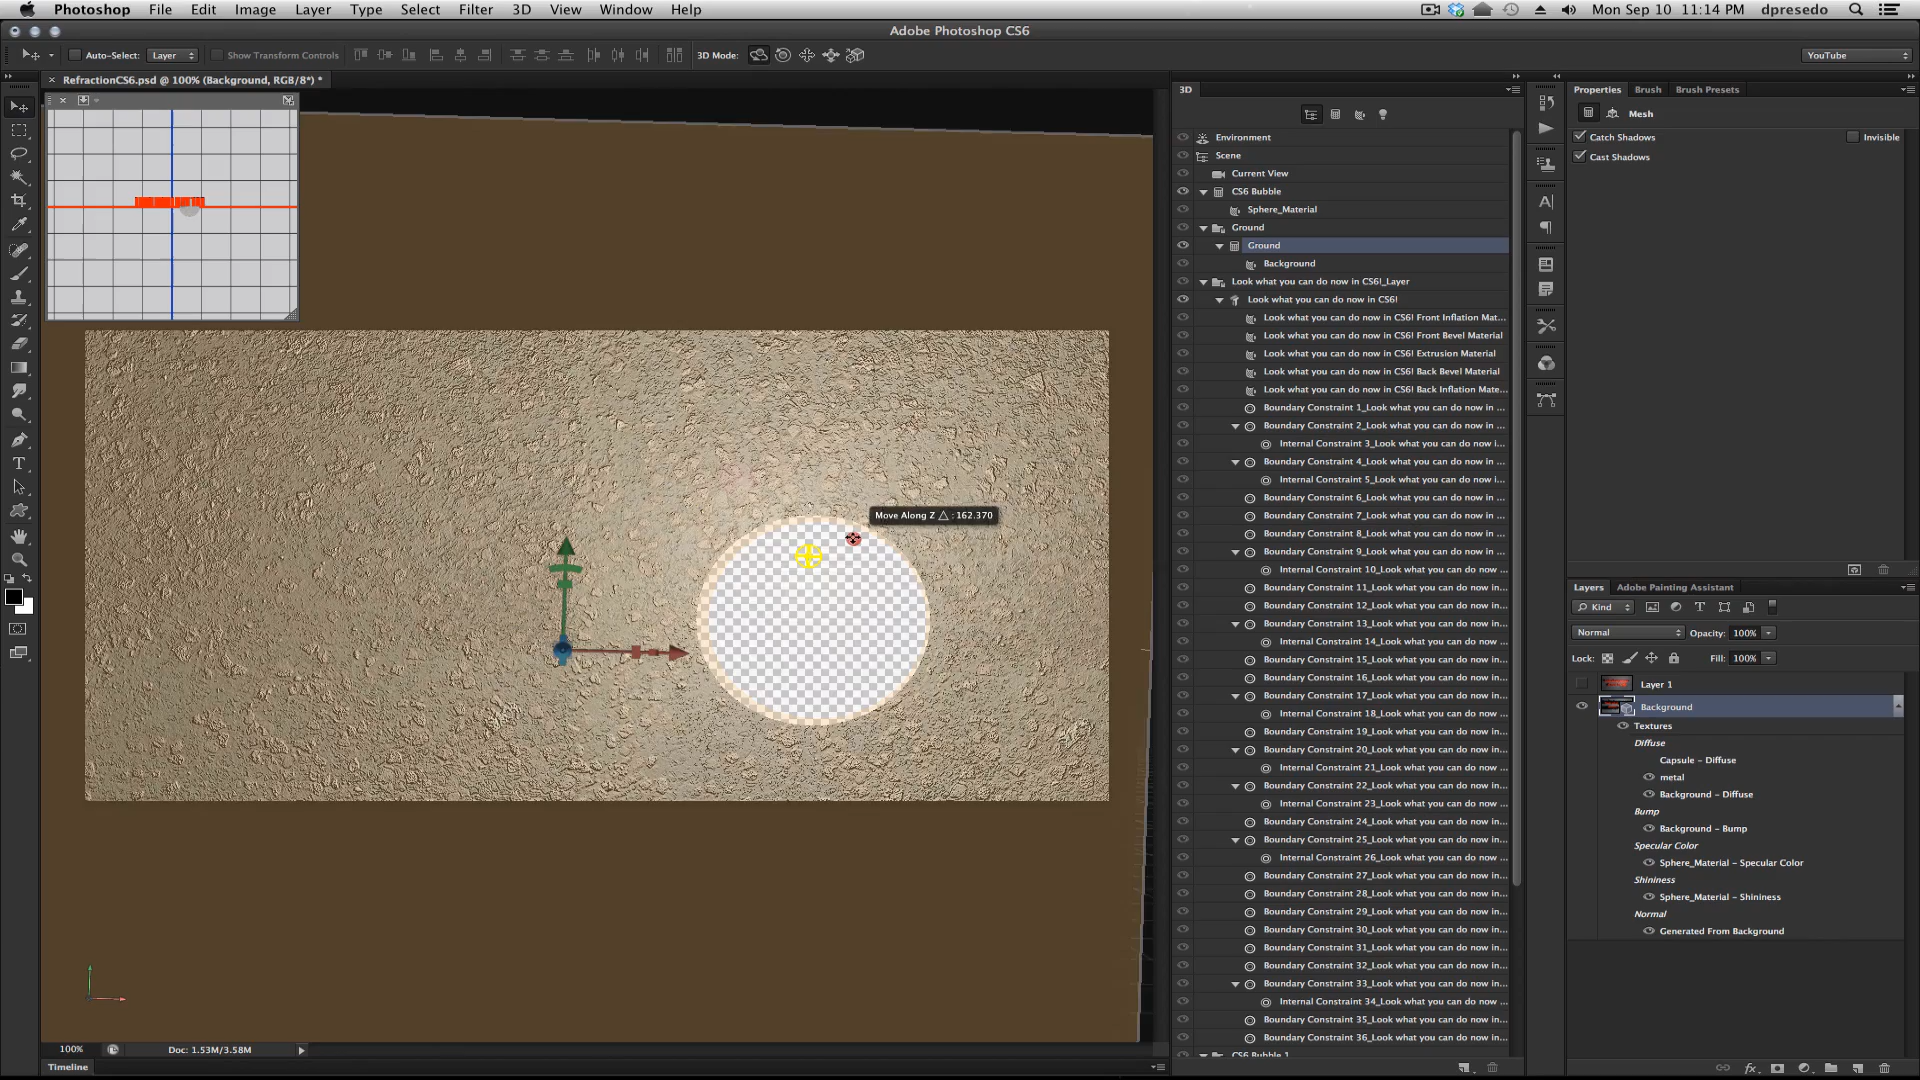 Photoshop File Edit Image Layer Type Select Filter 3D View Window Help Mon Sep 10 11:14 PM dpresedo
Adobe Photoshop CS6
Auto-Select: Layer Show Transform Controls 3D Mode: YouTube
RefractionCS6.psd @ 100% (Background, RGB/8*) *
Move Along Z △ : 162.370
100% Doc: 1.53M/3.58M
Timeline
3D
Environment
Scene
Current View
CS6 Bubble
Sphere_Material
Ground
Ground
Background
Look what you can do now in CS6!_Layer
Look what you can do now in CS6!
Look what you can do now in CS6! Front Inflation Mat...
Look what you can do now in CS6! Front Bevel Material
Look what you can do now in CS6! Extrusion Material
Look what you can do now in CS6! Back Bevel Material
Look what you can do now in CS6! Back Inflation Mate...
Boundary Constraint 1_Look what you can do now in ...
Boundary Constraint 2_Look what you can do now in ...
Internal Constraint 3_Look what you can do now i...
Boundary Constraint 4_Look what you can do now in ...
Internal Constraint 5_Look what you can do now i...
Boundary Constraint 6_Look what you can do now in ...
Boundary Constraint 7_Look what you can do now in ...
Boundary Constraint 8_Look what you can do now in ...
Boundary Constraint 9_Look what you can do now in ...
Internal Constraint 10_Look what you can do now ...
Boundary Constraint 11_Look what you can do now in...
Boundary Constraint 12_Look what you can do now in...
Boundary Constraint 13_Look what you can do now in...
Internal Constraint 14_Look what you can do now ...
Boundary Constraint 15_Look what you can do now in...
Boundary Constraint 16_Look what you can do now in...
Boundary Constraint 17_Look what you can do now in...
Internal Constraint 18_Look what you can do now ...
Boundary Constraint 19_Look what you can do now in...
Boundary Constraint 20_Look what you can do now in...
Internal Constraint 21_Look what you can do now ...
Boundary Constraint 22_Look what you can do now in...
Internal Constraint 23_Look what you can do now ...
Boundary Constraint 24_Look what you can do now in...
Boundary Constraint 25_Look what you can do now in...
Internal Constraint 26_Look what you can do now ...
Boundary Constraint 27_Look what you can do now in...
Boundary Constraint 28_Look what you can do now in...
Boundary Constraint 29_Look what you can do now in...
Boundary Constraint 30_Look what you can do now in...
Boundary Constraint 31_Look what you can do now in...
Boundary Constraint 32_Look what you can do now in...
Boundary Constraint 33_Look what you can do now in...
Internal Constraint 34_Look what you can do now ...
Boundary Constraint 35_Look what you can do now in...
Boundary Constraint 36_Look what you can do now in...
CS6 Bubble 1
Properties Brush Brush Presets
Mesh
Catch Shadows Invisible
Cast Shadows
Layers Adobe Painting Assistant
Kind
Normal Opacity: 100%
Lock: Fill: 100%
Layer 1
Background
Textures
Diffuse
Capsule - Diffuse
metal
Background - Diffuse
Bump
Background - Bump
Specular Color
Sphere_Material - Specular Color
Shininess
Sphere_Material - Shininess
Normal
Generated From Background